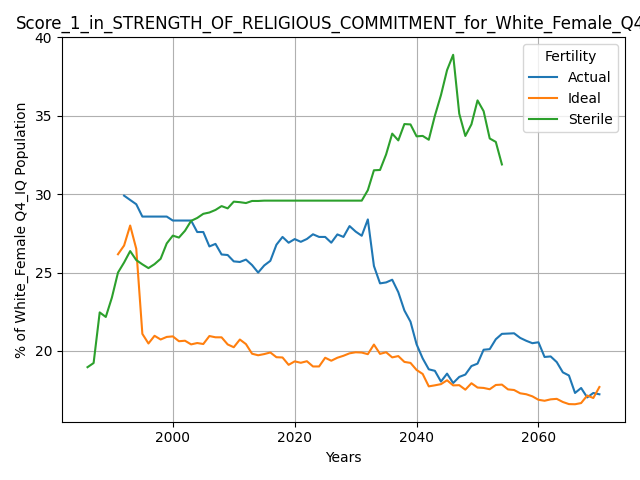 Score_1_in_STRENGTH_OF_RELIGIOUS_COMMITMENT_for_White_Female_Q4
40
35
30
25
20
% of White_Female Q4_IQ Population
2000
2020
2040
2060
Years
Fertility
Actual
Ideal
Sterile